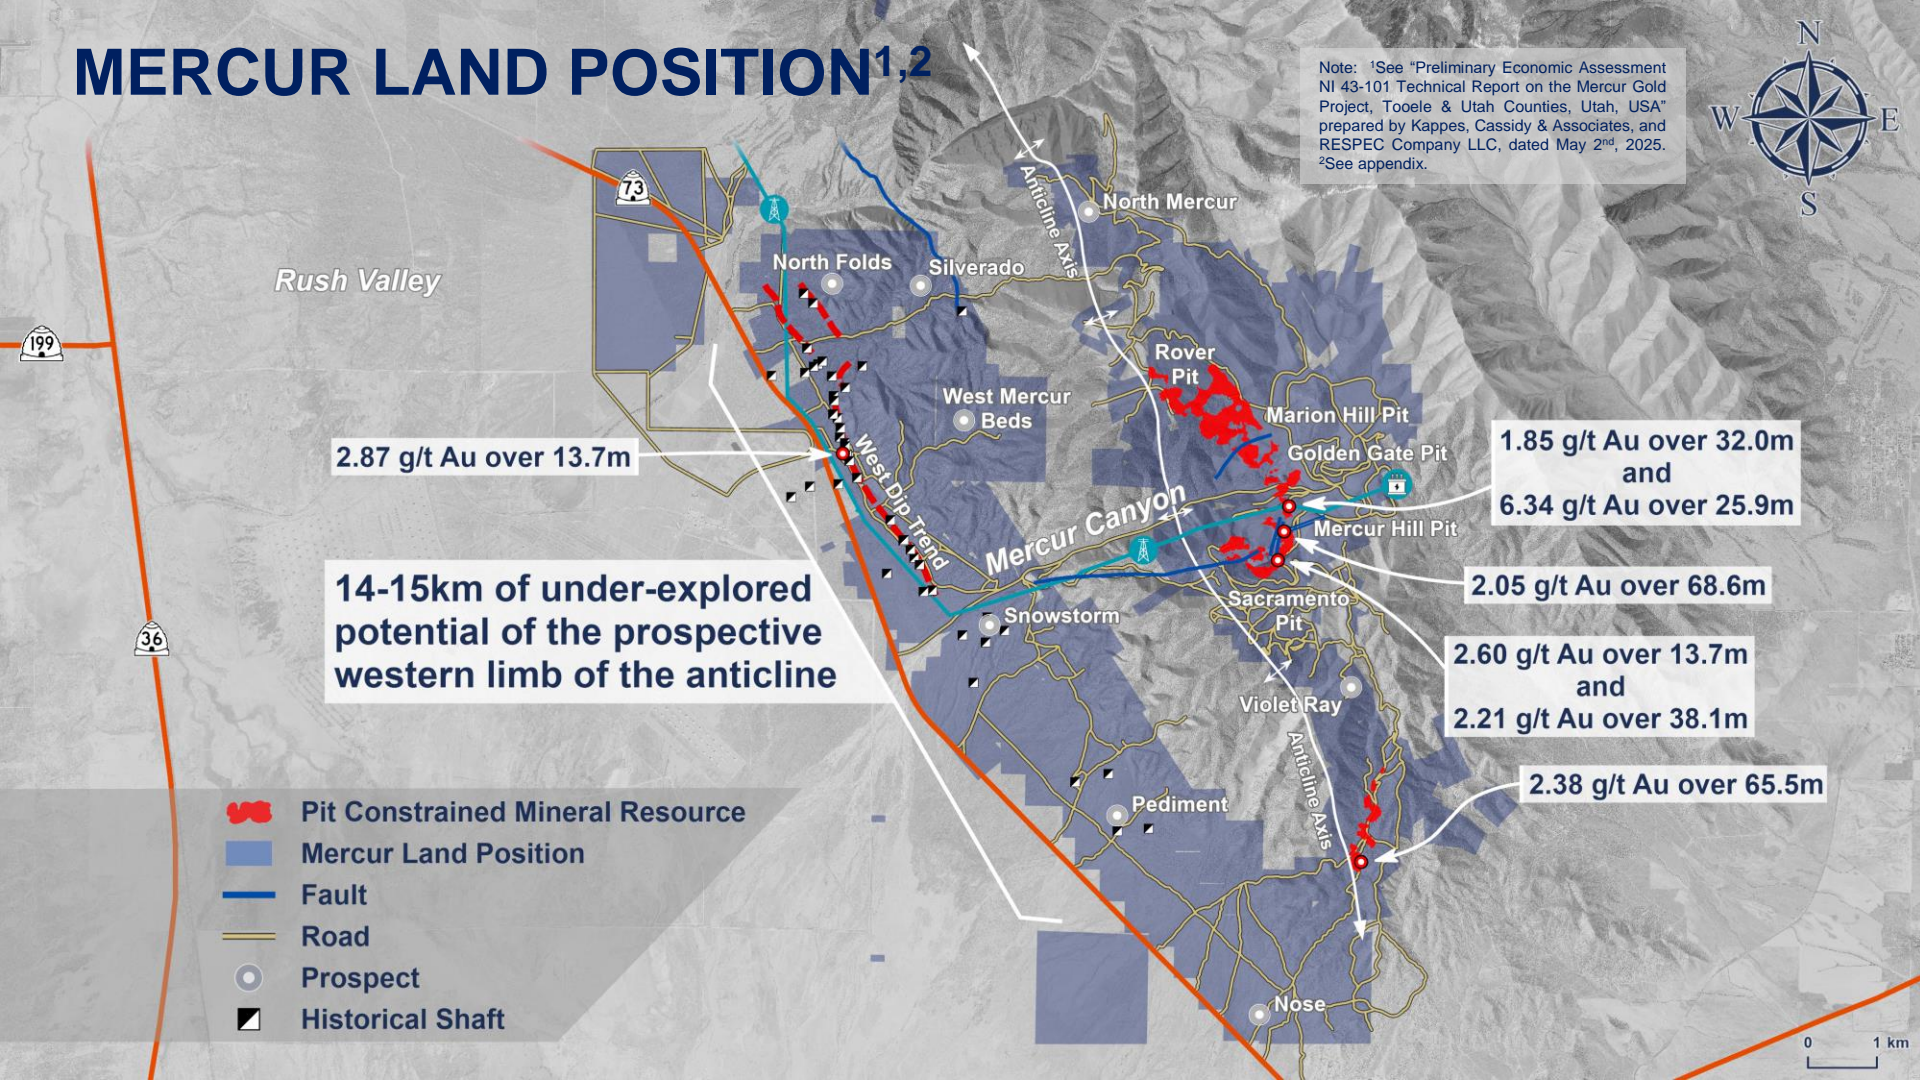 MERCUR LAND POSITION1,2
Note: 1See “Preliminary Economic Assessment
NI 43-101 Technical Report on the Mercur Gold
Project, Tooele & Utah Counties, Utah, USA”
prepared by Kappes, Cassidy & Associates, and
RESPEC Company LLC, dated May 2nd, 2025.
2See appendix.
N
W
E
S
73
North Mercur
Anticline Axis
North Folds
Silverado
Rush Valley
199
Rover
Pit
West Mercur
Beds
Marion Hill Pit
Golden Gate Pit
2.87 g/t Au over 13.7m
West Dip Trend
1.85 g/t Au over 32.0m
and
6.34 g/t Au over 25.9m
Mercur Canyon
Mercur Hill Pit
14-15km of under-explored
potential of the prospective
western limb of the anticline
2.05 g/t Au over 68.6m
Sacramento
Pit
Snowstorm
36
2.60 g/t Au over 13.7m
and
2.21 g/t Au over 38.1m
Violet Ray
Anticline Axis
2.38 g/t Au over 65.5m
Pediment
Pit Constrained Mineral Resource
Mercur Land Position
Fault
Road
Prospect
Historical Shaft
Nose
0 1 km